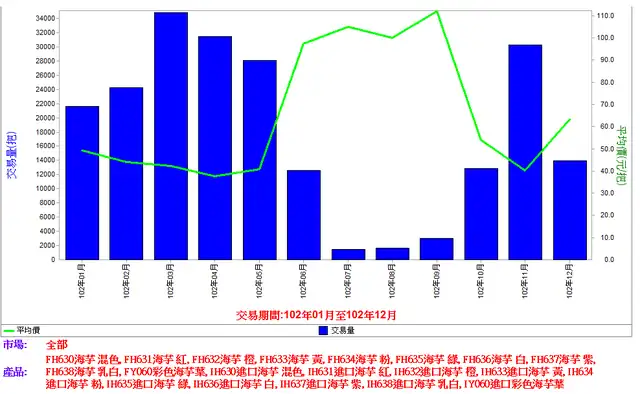 34000
32000
30000
28000
26000
24000
22000
20000
18000
16000
14000
12000
10000
8000
6000
4000
2000
0
交易量(把)
110.0
100.0
90.0
80.0
70.0
60.0
50.0
40.0
30.0
20.0
10.0
0.0
平均價(元/把)
102年01月
102年02月
102年03月
102年04月
102年05月
102年06月
102年07月
102年08月
102年09月
102年10月
102年11月
102年12月
交易期間:102年01月至102年12月
平均價
交易量
市場: 全部
FH630海芋 混色, FH631海芋 紅, FH632海芋 橙, FH633海芋 黃, FH634海芋 粉, FH635海芋 綠, FH636海芋 白, FH637海芋 紫,
產品: FH638海芋 乳白, FY060彩色海芋葉, IH630進口海芋 混色, IH631進口海芋 紅, IH632進口海芋 橙, IH633進口海芋 黃, IH634
進口海芋 粉, IH635進口海芋 綠, IH636進口海芋 白, IH637進口海芋 紫, IH638進口海芋 乳白, IY060進口彩色海芋葉